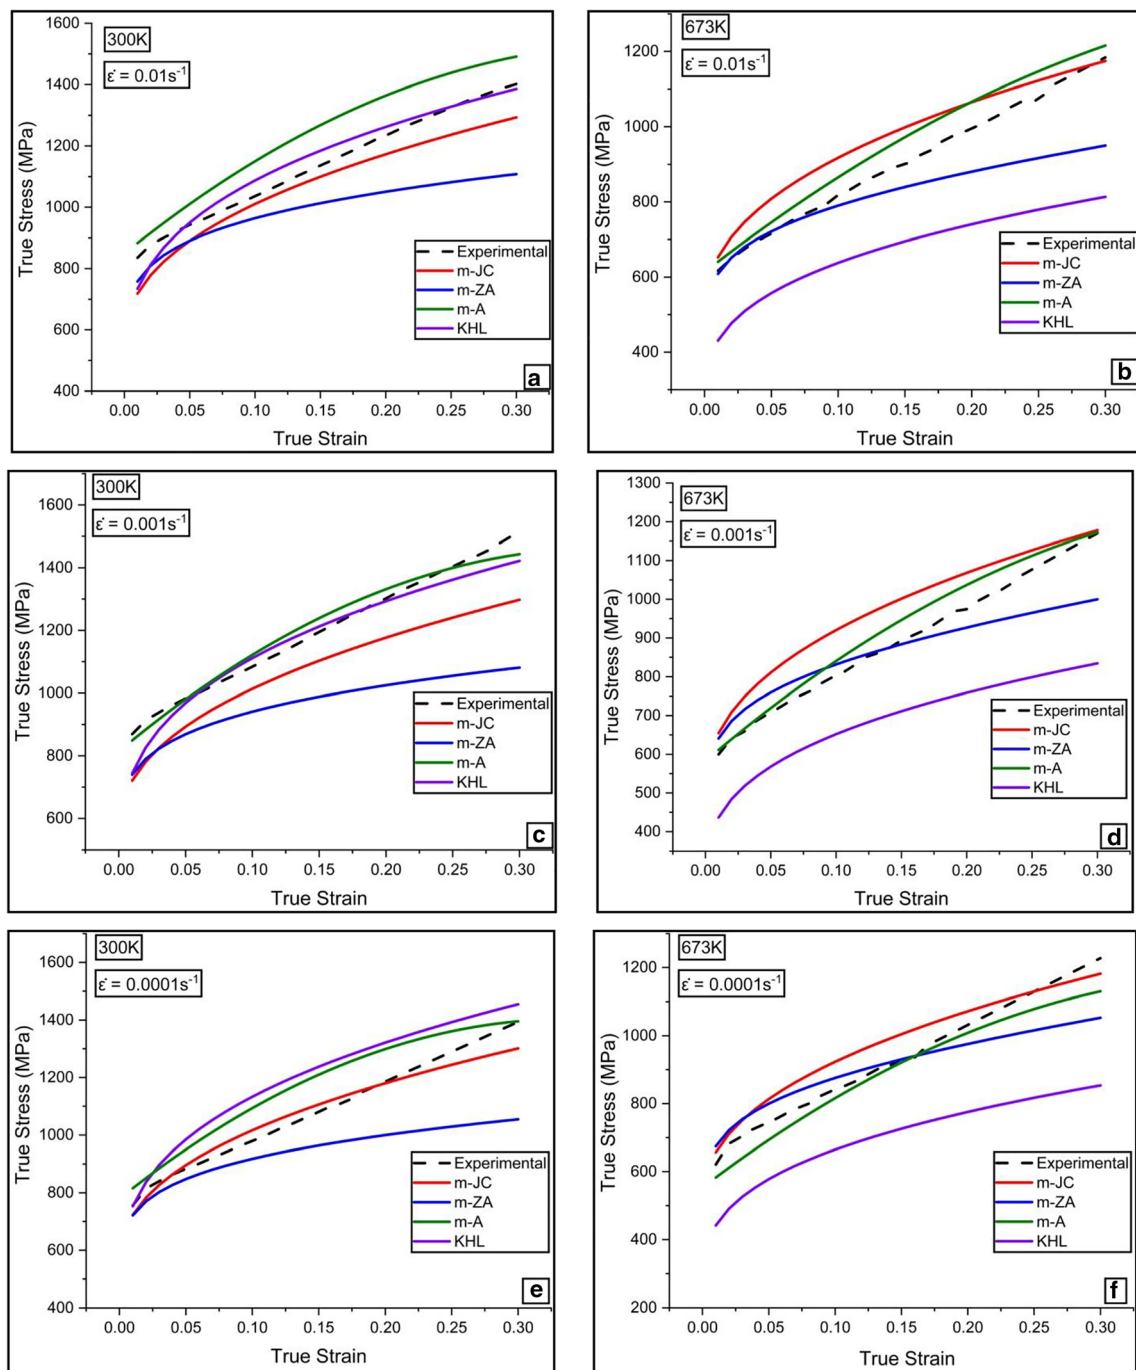 300K
ε̇ = 0.01s⁻¹
True Stress (MPa)
1600
1400
1200
1000
800
600
400
0.00 0.05 0.10 0.15 0.20 0.25 0.30
True Strain
Experimental
m-JC
m-ZA
m-A
KHL
a
673K
ε̇ = 0.01s⁻¹
True Stress (MPa)
1200
1000
800
600
400
0.00 0.05 0.10 0.15 0.20 0.25 0.30
True Strain
Experimental
m-JC
m-ZA
m-A
KHL
b
300K
ε̇ = 0.001s⁻¹
True Stress (MPa)
1600
1400
1200
1000
800
600
0.00 0.05 0.10 0.15 0.20 0.25 0.30
True Strain
Experimental
m-JC
m-ZA
m-A
KHL
c
673K
ε̇ = 0.001s⁻¹
True Stress (MPa)
1300
1200
1100
1000
900
800
700
600
500
400
0.00 0.05 0.10 0.15 0.20 0.25 0.30
True Strain
Experimental
m-JC
m-ZA
m-A
KHL
d
300K
ε̇ = 0.0001s⁻¹
True Stress (MPa)
1600
1400
1200
1000
800
600
400
0.00 0.05 0.10 0.15 0.20 0.25 0.30
True Strain
Experimental
m-JC
m-ZA
m-A
KHL
e
673K
ε̇ = 0.0001s⁻¹
True Stress (MPa)
1200
1000
800
600
400
200
0.00 0.05 0.10 0.15 0.20 0.25 0.30
True Strain
Experimental
m-JC
m-ZA
m-A
KHL
f